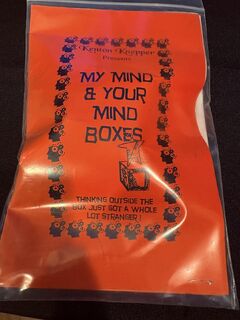 Kenton Knepper
Presents
MY MIND
& YOUR
MIND
BOXES
THINKING OUTSIDE THE
BOX JUST GOT A WHOLE
LOT STRANGER!